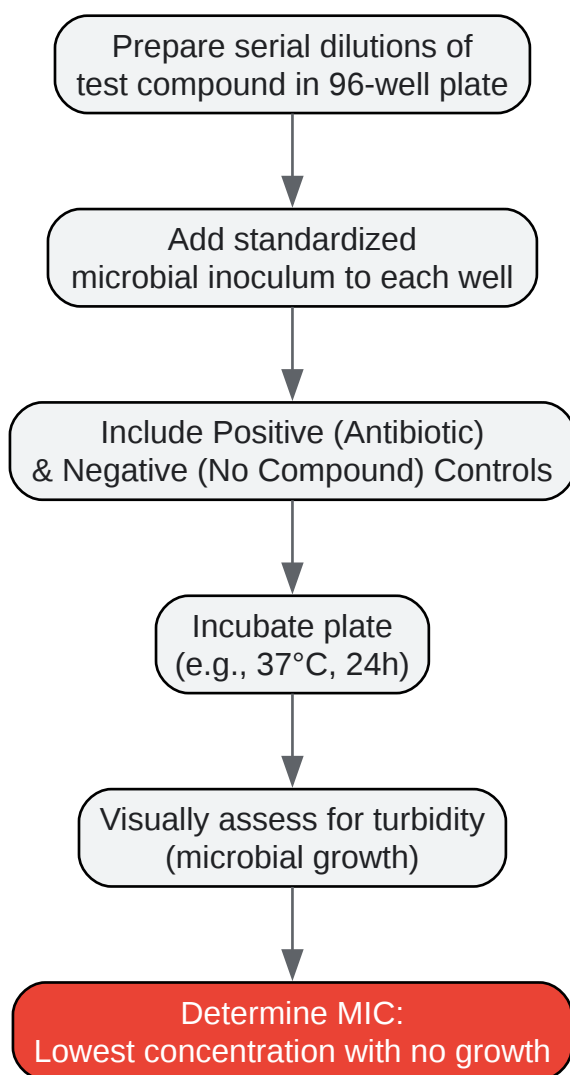 Prepare serial dilutions of
test compound in 96-well plate
Add standardized
microbial inoculum to each well
Include Positive (Antibiotic)
& Negative (No Compound) Controls
Incubate plate
(e.g., 37°C, 24h)
Visually assess for turbidity
(microbial growth)
Determine MIC:
Lowest concentration with no growth